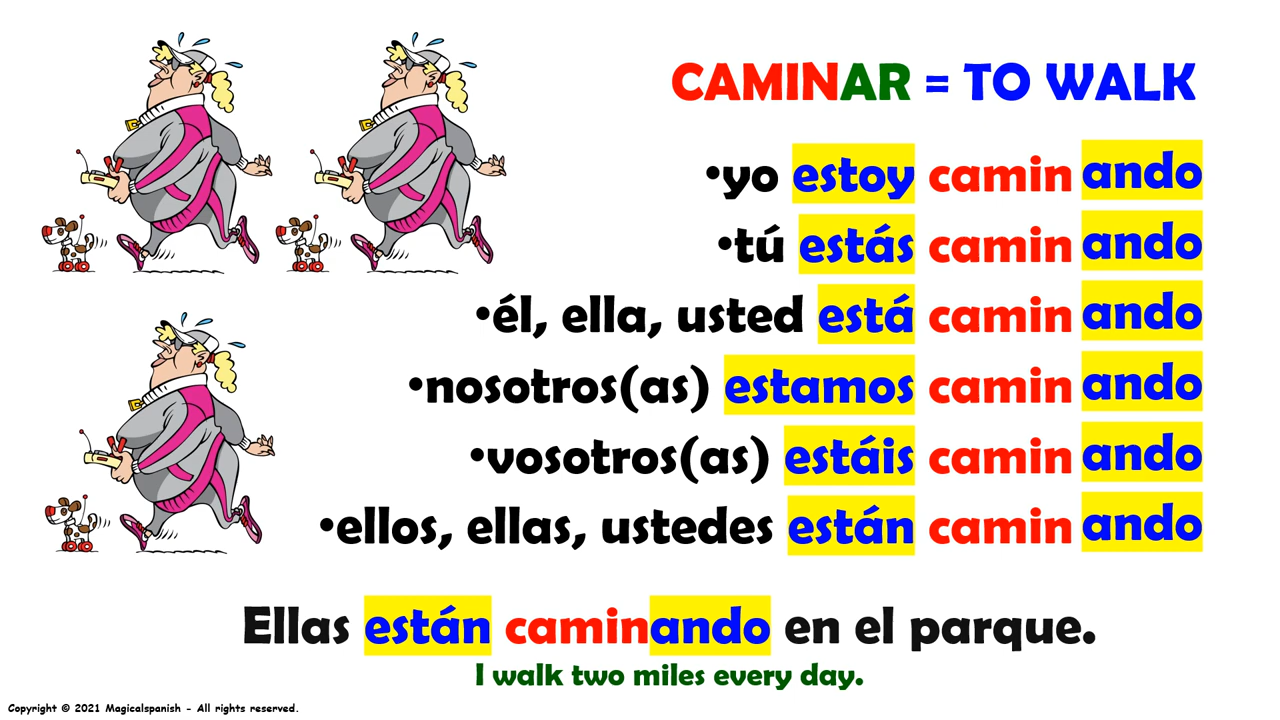 CAMINAR = TO WALK
•yo estoy camin ando
•tú estás camin ando
•él, ella, usted está camin ando
•nosotros(as) estamos camin ando
•vosotros(as) estáis camin ando
•ellos, ellas, ustedes están camin ando
Ellas están caminando en el parque.
I walk two miles every day.
Copyright © 2021 Magicalspanish - All rights reserved.